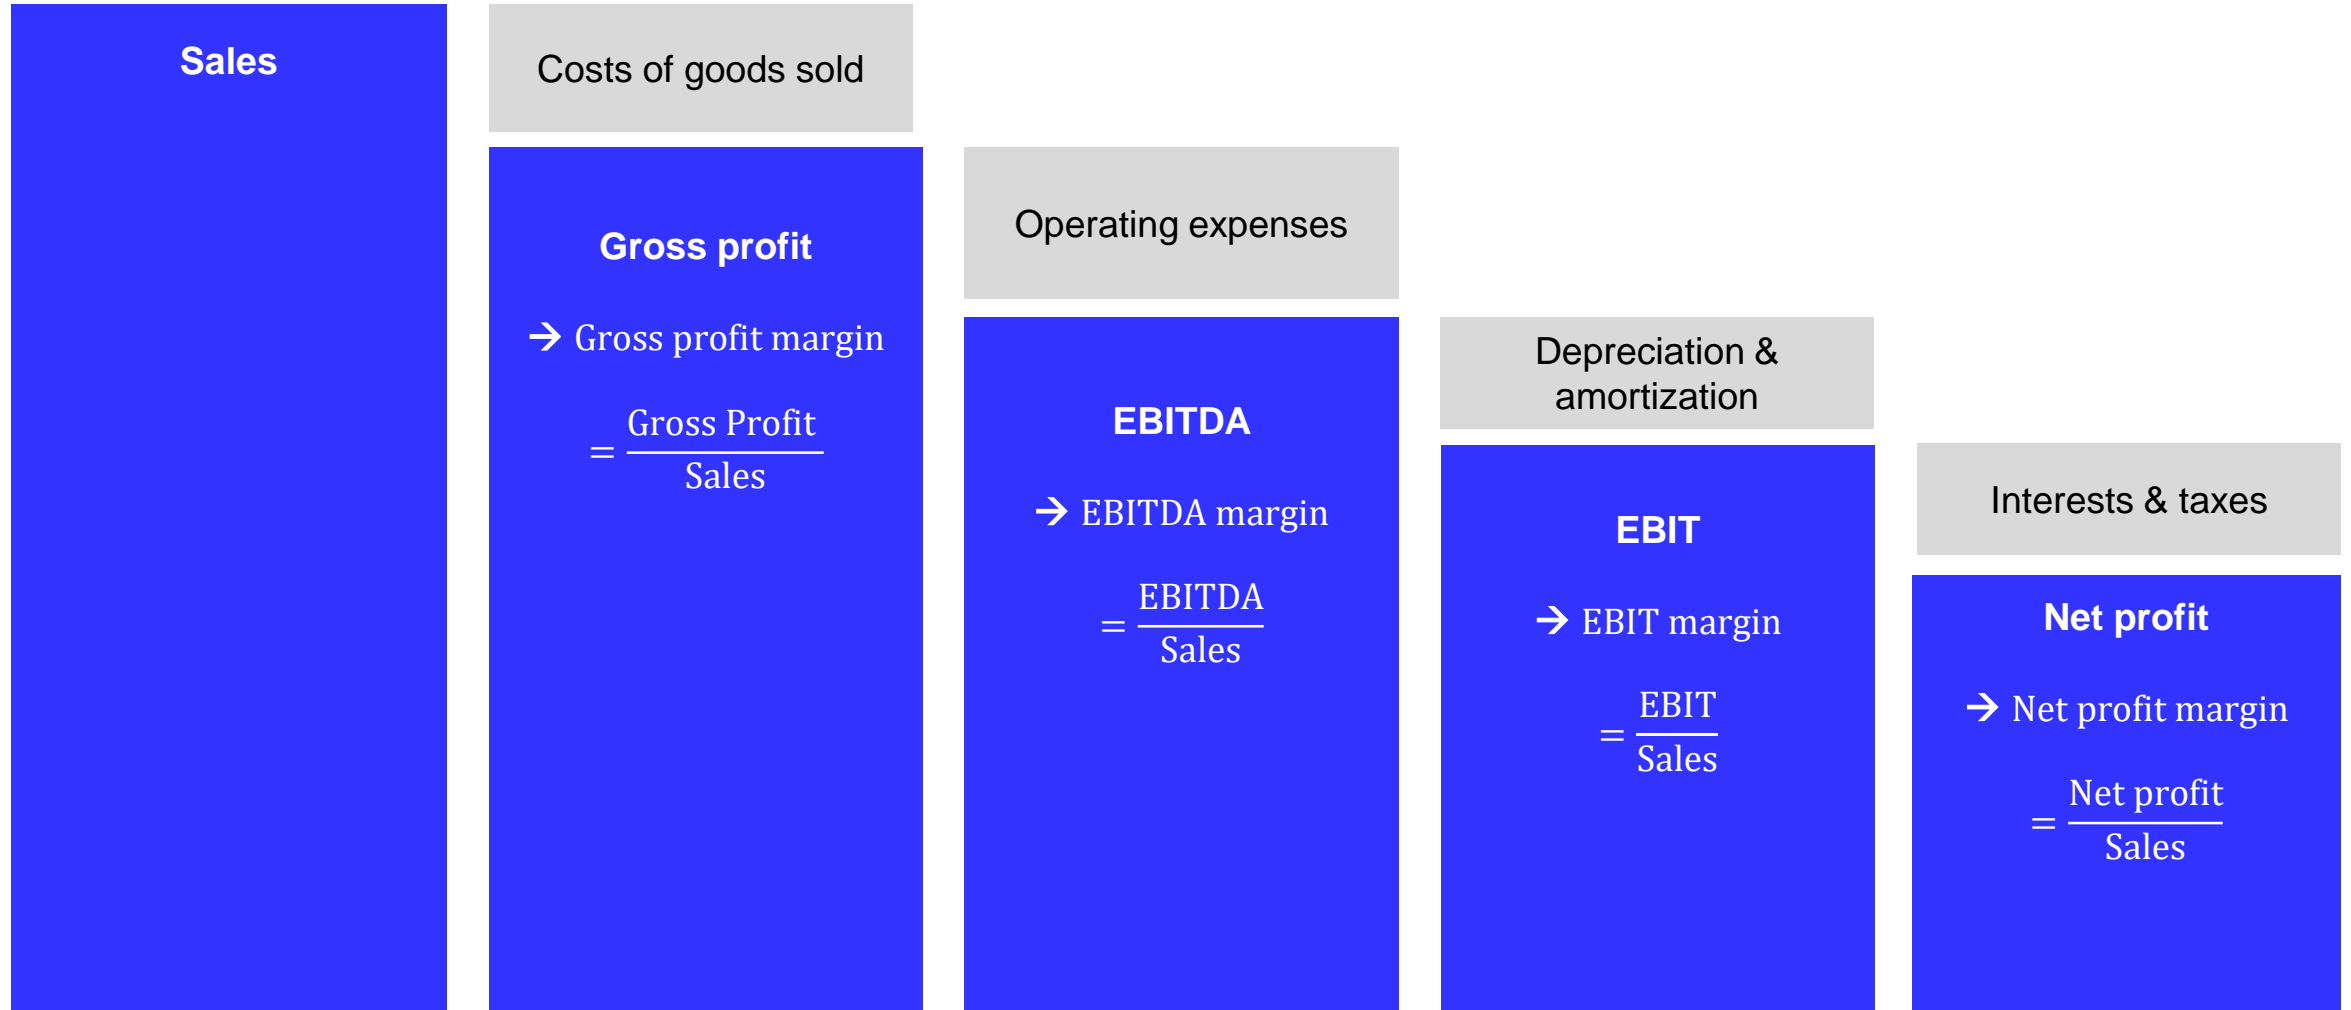 Sales
Costs of goods sold
Gross profit
→ Gross profit margin
= Gross Profit
Sales
Operating expenses
EBITDA
→ EBITDA margin
= EBITDA
Sales
Depreciation &
amortization
EBIT
→ EBIT margin
= EBIT
Sales
Interests & taxes
Net profit
→ Net profit margin
= Net profit
Sales